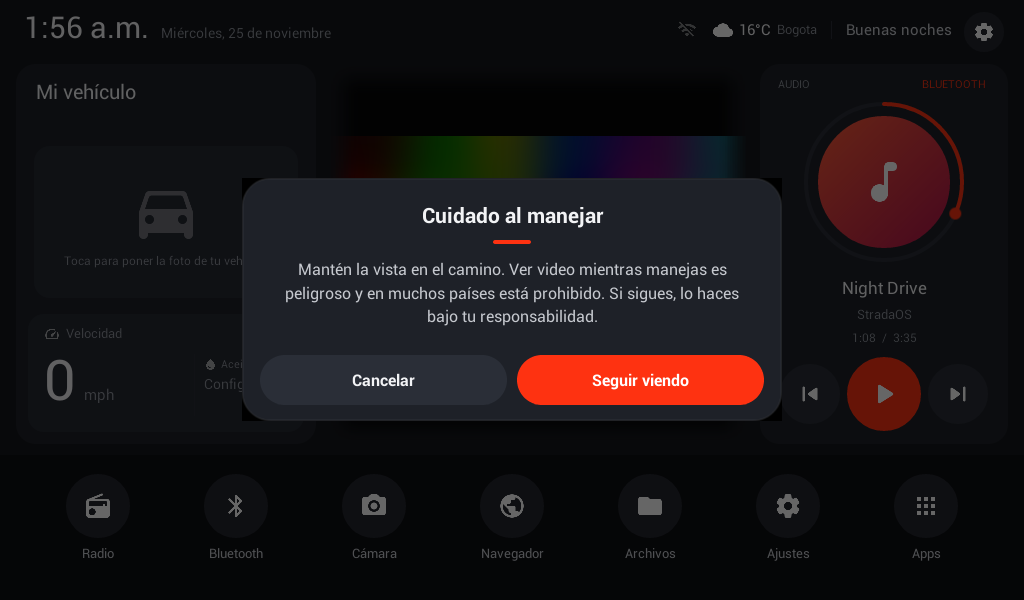 1:56 a.m. Miércoles, 25 de noviembre
16°C Bogota
Buenas noches
Mi vehículo
Toca para poner la foto de tu
Velocidad
0 mph
AUDIO
BLUETOOTH
Night Drive
StradaOS
1:08 / 3:35
Cuidado al manejar
Mantén la vista en el camino. Ver video mientras manejas es
peligroso y en muchos países está prohibido. Si sigues, lo haces
bajo tu responsabilidad.
Cancelar
Seguir viendo
Radio
Bluetooth
Cámara
Navegador
Archivos
Ajustes
Apps